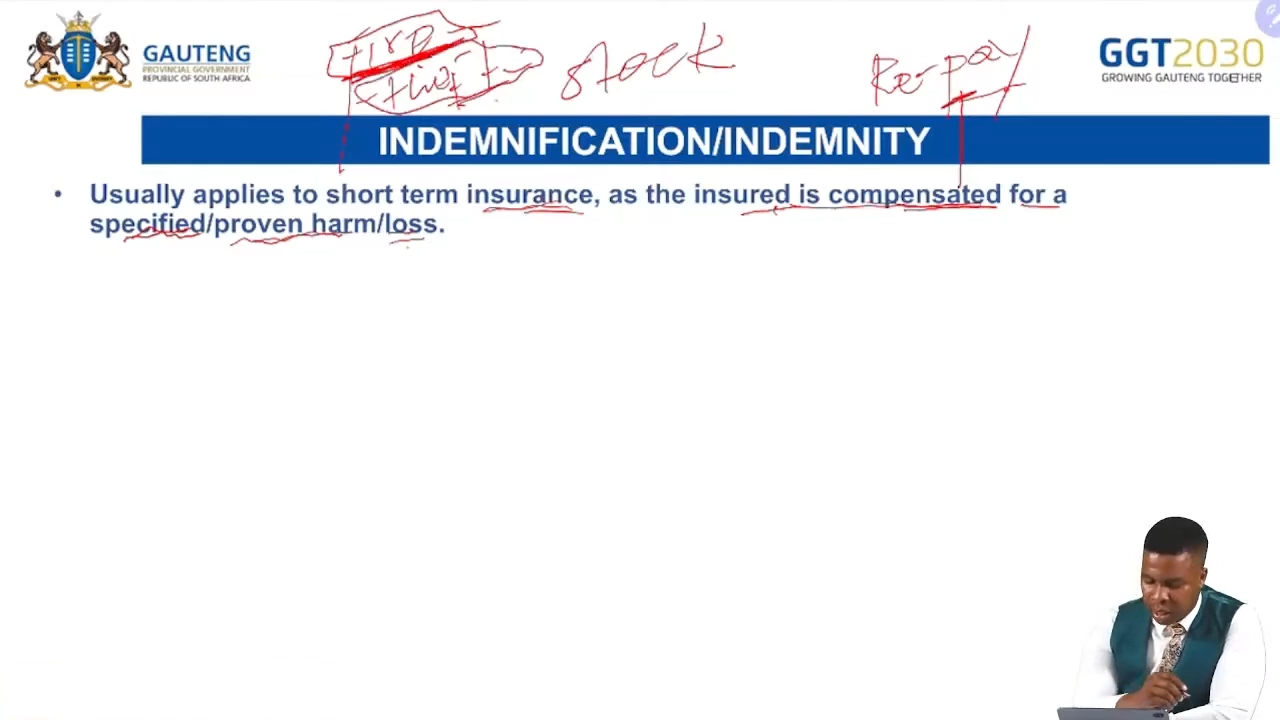 GAUTENG
PROVINCIAL GOVERNMENT
REPUBLIC OF SOUTH AFRICA
stock
Re-pay
GGT2030
GROWING GAUTENG TOGETHER
INDEMNIFICATION/INDEMNITY
• Usually applies to short term insurance, as the insured is compensated for a
specified/proven harm/loss.